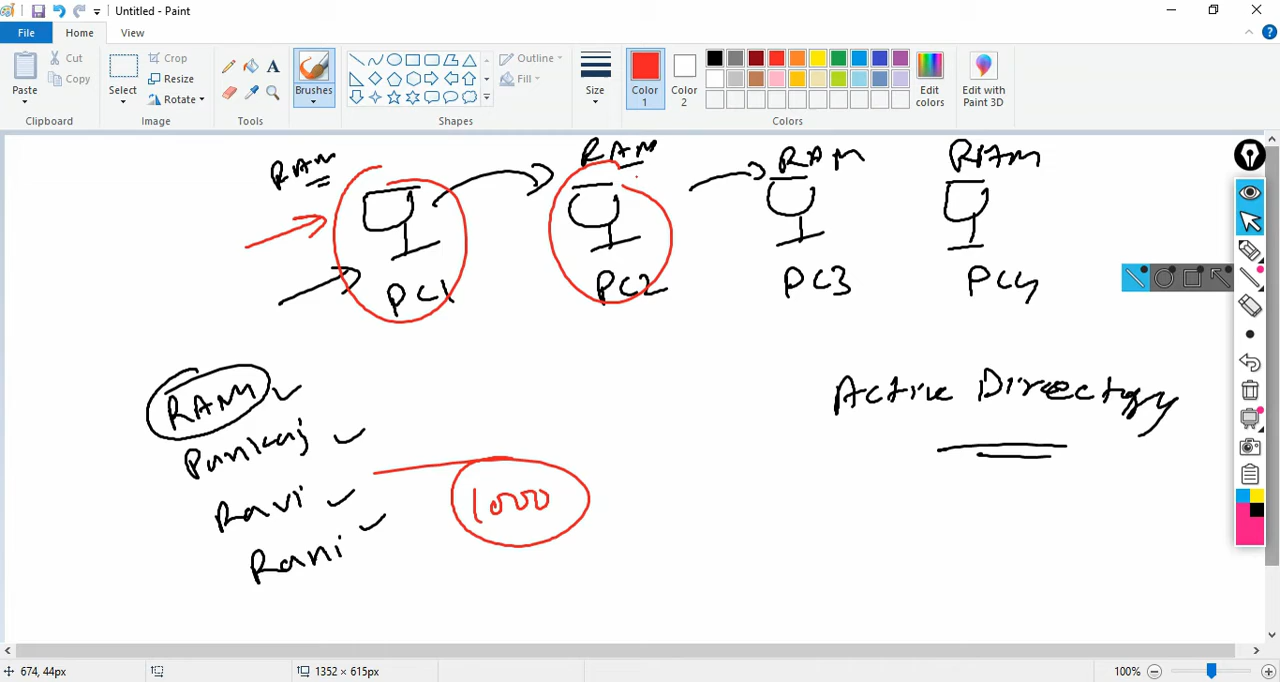 Untitled - Paint
File Home View
Paste
Cut
Copy
Clipboard
Select
Crop
Resize
Rotate
Image
Tools
Brushes
Shapes
Outline
Fill
Size
Color 1
Color 2
Edit colors
Edit with Paint 3D
Colors
RAM RAM RAM RAM
PC1 PC2 PC3 PC4
RAM
Pankaj
Ravi
Rani
1000
Active Directory
674, 44px
1352 × 615px
100%